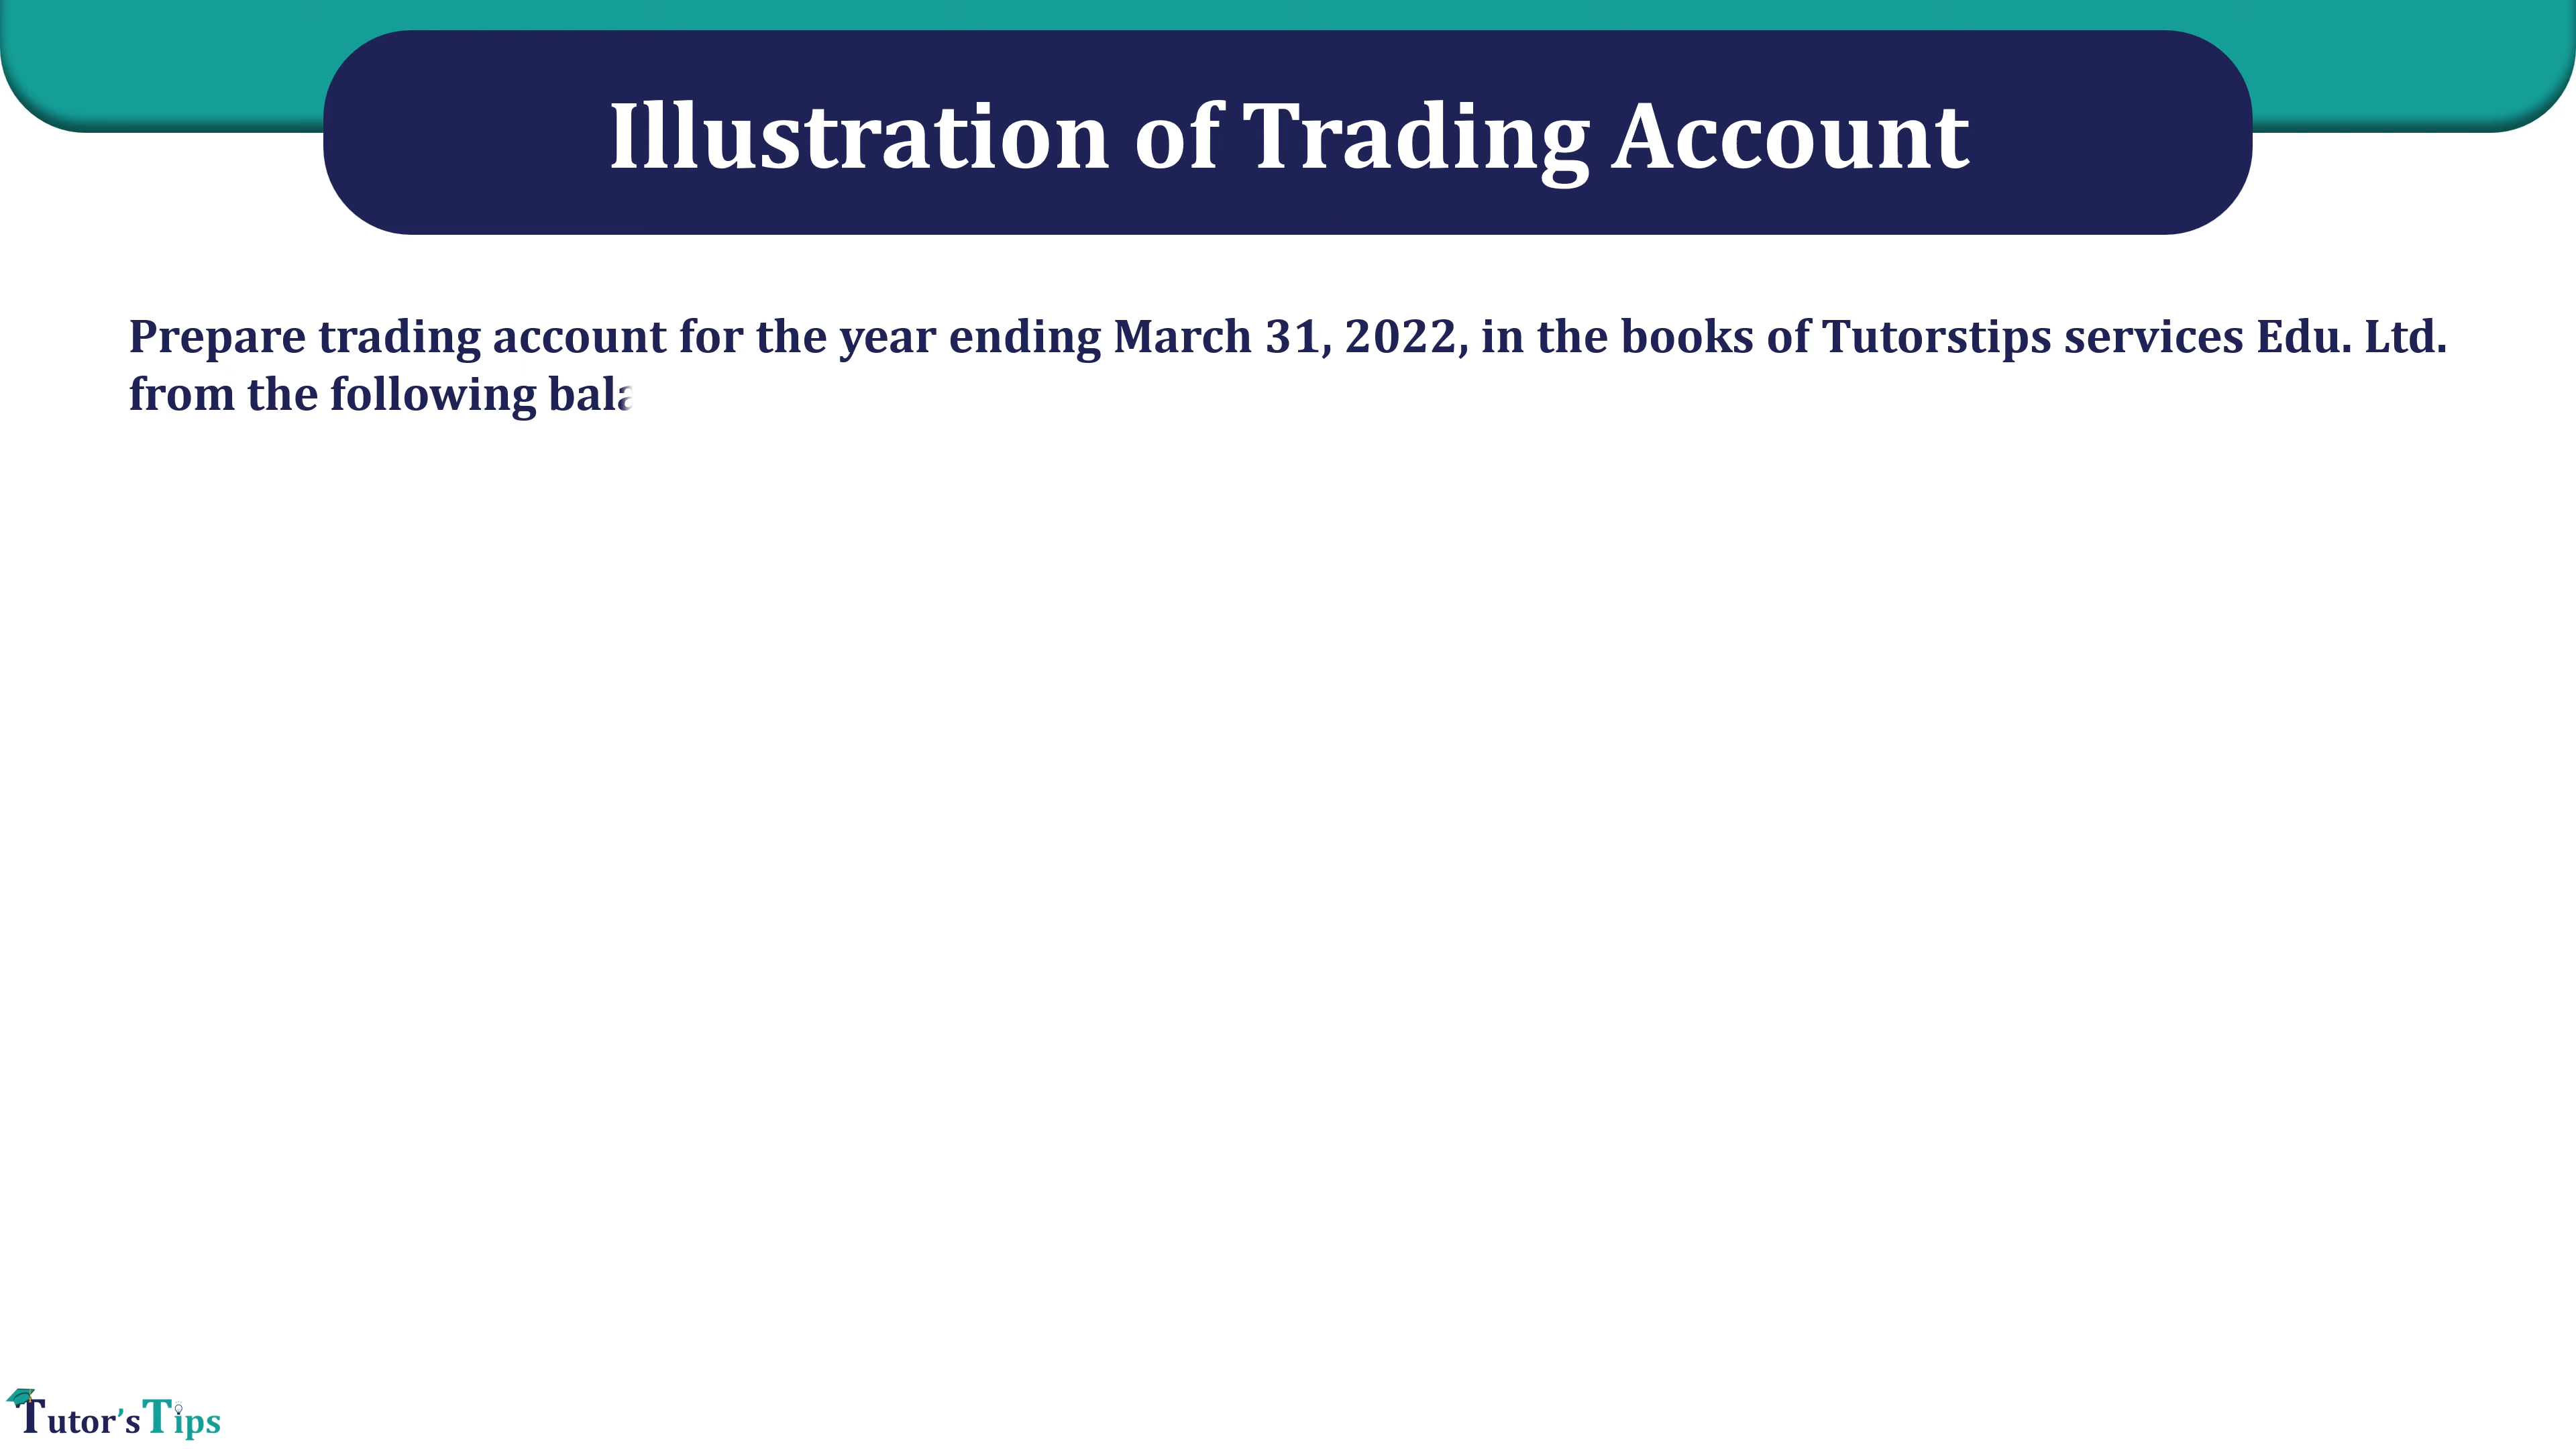 Illustration of Trading Account
Prepare trading account for the year ending March 31, 2022, in the books of Tutorstips services Edu. Ltd.
from the following bala
Tutor’sTips